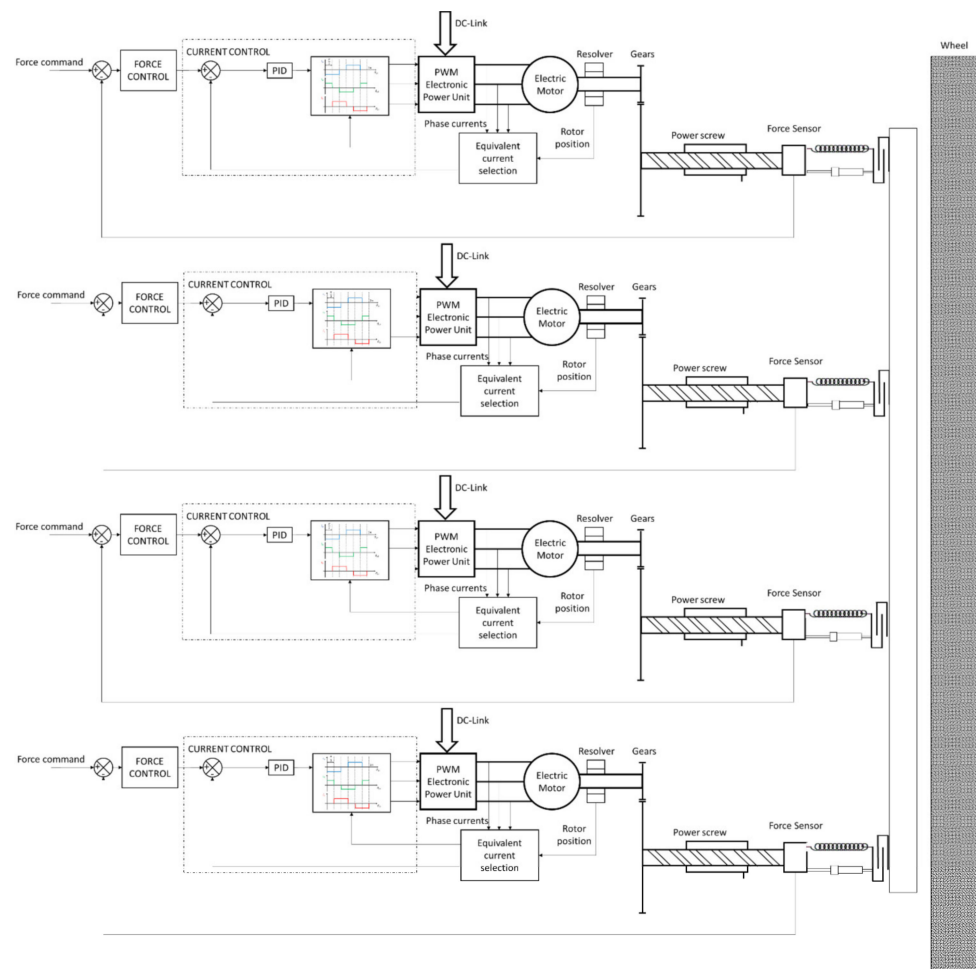 DC-Link
Force command
FORCE
CONTROL
CURRENT CONTROL
PID
PWM
Electronic
Power Unit
Electric
Motor
Resolver
Gears
Wheel
Phase currents
Equivalent
current
selection
Rotor
position
Power screw
Force Sensor
DC-Link
Force command
FORCE
CONTROL
CURRENT CONTROL
PID
PWM
Electronic
Power Unit
Electric
Motor
Resolver
Gears
Phase currents
Equivalent
current
selection
Rotor
position
Power screw
Force Sensor
DC-Link
Force command
FORCE
CONTROL
CURRENT CONTROL
PID
PWM
Electronic
Power Unit
Electric
Motor
Resolver
Gears
Phase currents
Equivalent
current
selection
Rotor
position
Power screw
Force Sensor
DC-Link
Force command
FORCE
CONTROL
CURRENT CONTROL
PID
PWM
Electronic
Power Unit
Electric
Motor
Resolver
Gears
Phase currents
Equivalent
current
selection
Rotor
position
Power screw
Force Sensor